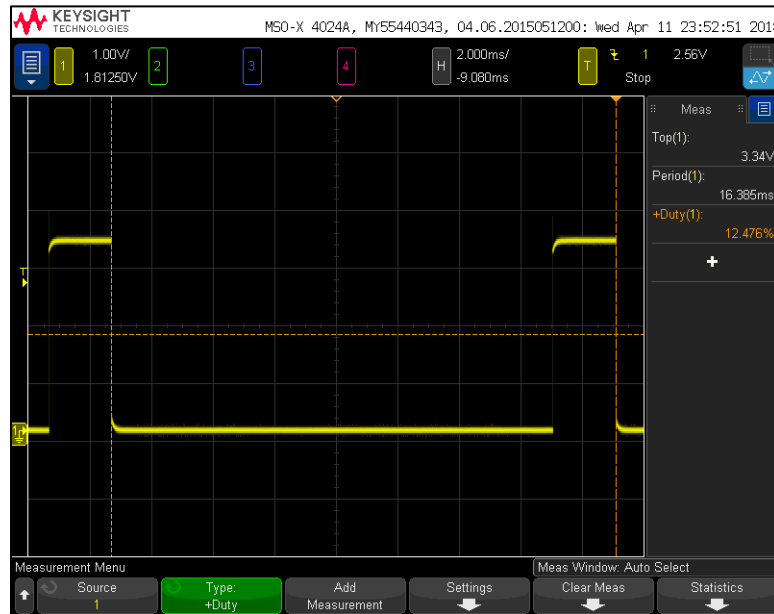 KEYSIGHT
TECHNOLOGIES
MSO-X 4024A, MY55440343, 04.06.2015051200: Wed Apr 11 23:52:51 201
1 1.00V/ 2 3 4 H 2.000ms/ T 1 2.56V
1.81250V -9.080ms Stop
Meas
Top(1):
3.34V
Period(1):
16.385ms
+Duty(1):
12.476%
+
T
1
Measurement Menu
Meas Window: Auto Select
Source Type: Add Settings Clear Meas Statistics
1 +Duty Measurement